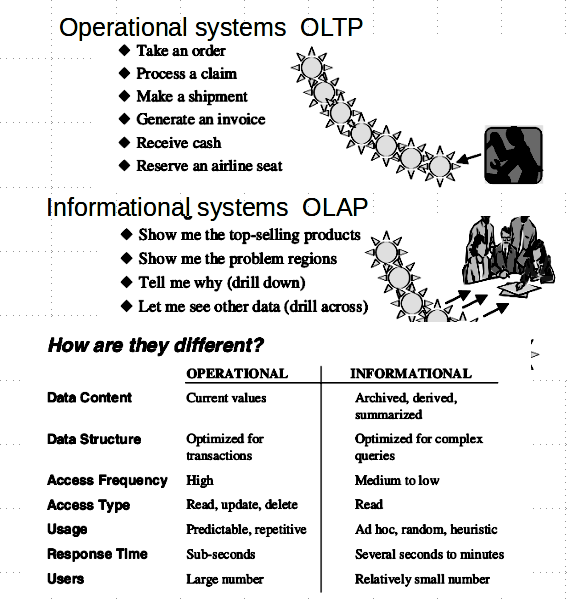 Operational systems OLTP
◆ Take an order
◆ Process a claim
◆ Make a shipment
◆ Generate an invoice
◆ Receive cash
◆ Reserve an airline seat
Informational systems OLAP
◆ Show me the top-selling products
◆ Show me the problem regions
◆ Tell me why (drill down)
◆ Let me see other data (drill across)
How are they different?
OPERATIONAL INFORMATIONAL
Data Content Current values Archived, derived,
summarized
Data Structure Optimized for Optimized for complex
transactions queries
Access Frequency High Medium to low
Access Type Read, update, delete Read
Usage Predictable, repetitive Ad hoc, random, heuristic
Response Time Sub-seconds Several seconds to minutes
Users Large number Relatively small number